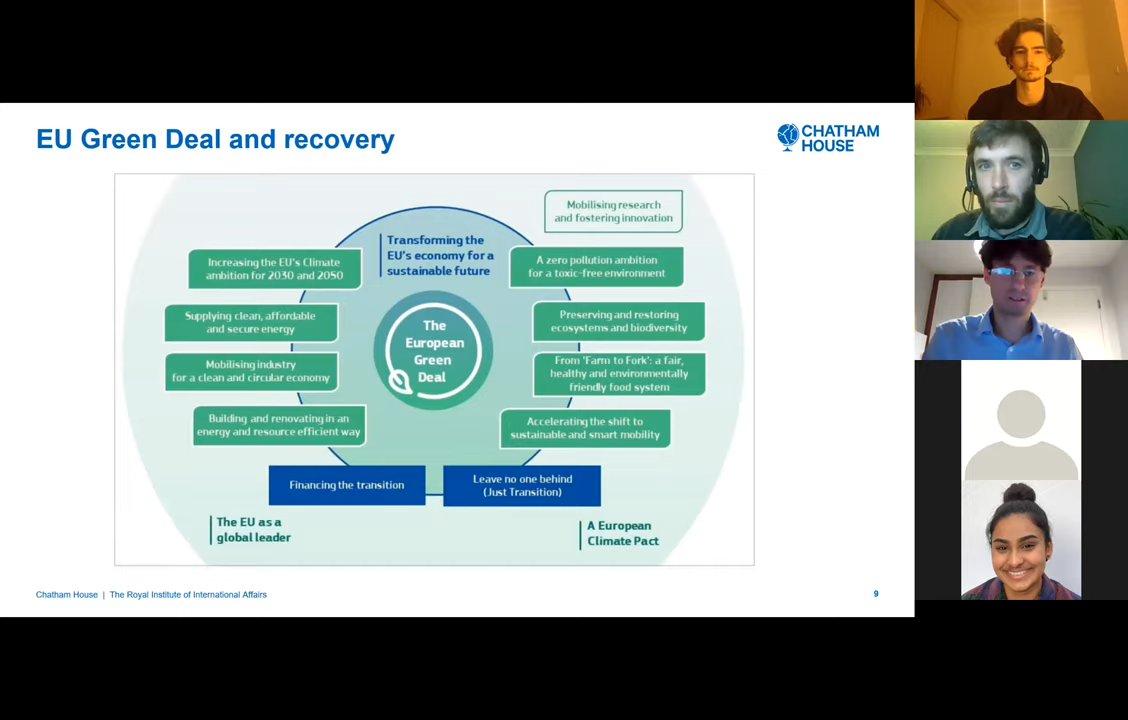 EU Green Deal and recovery
CHATHAM
HOUSE
Mobilising research
and fostering innovation
Transforming the
EU's economy for a
sustainable future
Increasing the EU's Climate
ambition for 2030 and 2050
A zero pollution ambition
for a toxic-free environment
Supplying clean, affordable
and secure energy
Preserving and restoring
ecosystems and biodiversity
The
European
Green
Deal
Mobilising industry
for a clean and circular economy
From 'Farm to Fork': a fair,
healthy and environmentally
friendly food system
Building and renovating in an
energy and resource efficient way
Accelerating the shift to
sustainable and smart mobility
Financing the transition
Leave no one behind
(Just Transition)
The EU as a
global leader
A European
Climate Pact
Chatham House | The Royal Institute of International Affairs
9